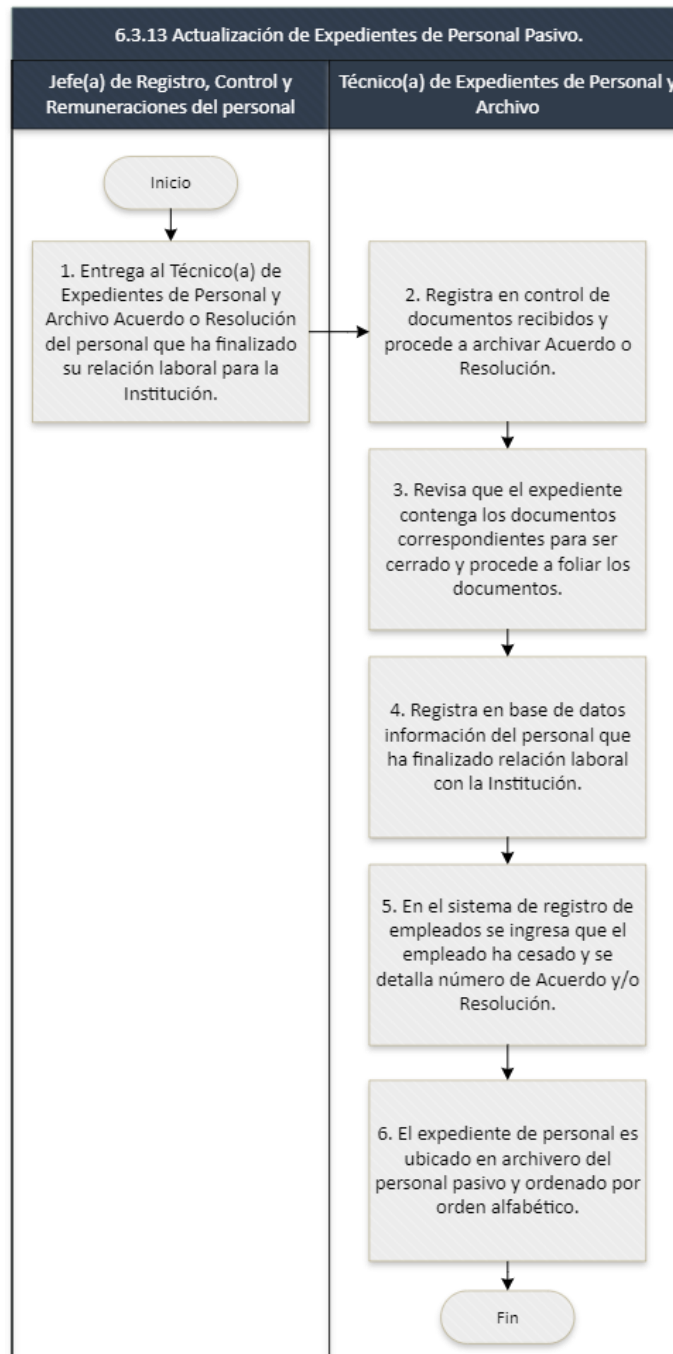 6.3.13 Actualización de Expedientes de Personal Pasivo.
Jefe(a) de Registro, Control y
Remuneraciones del personal
Técnico(a) de Expedientes de Personal y
Archivo
Inicio
1. Entrega al Técnico(a) de
Expedientes de Personal y
Archivo Acuerdo o Resolución
del personal que ha finalizado
su relación laboral para la
Institución.
2. Registra en control de
documentos recibidos y
procede a archivar Acuerdo o
Resolución.
3. Revisa que el expediente
contenga los documentos
correspondientes para ser
cerrado y procede a foliar los
documentos.
4. Registra en base de datos
información del personal que
ha finalizado relación laboral
con la Institución.
5. En el sistema de registro de
empleados se ingresa que el
empleado ha cesado y se
detalla número de Acuerdo y/o
Resolución.
6. El expediente de personal es
ubicado en archivero del
personal pasivo y ordenado por
orden alfabético.
Fin